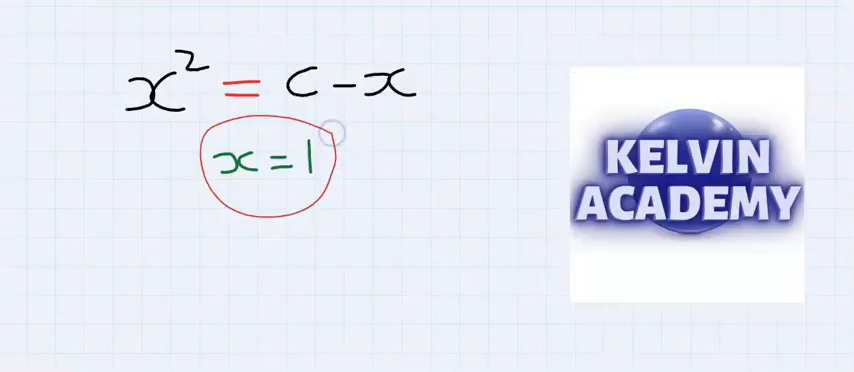 x² = c - x
x = 1
KELVIN
ACADEMY